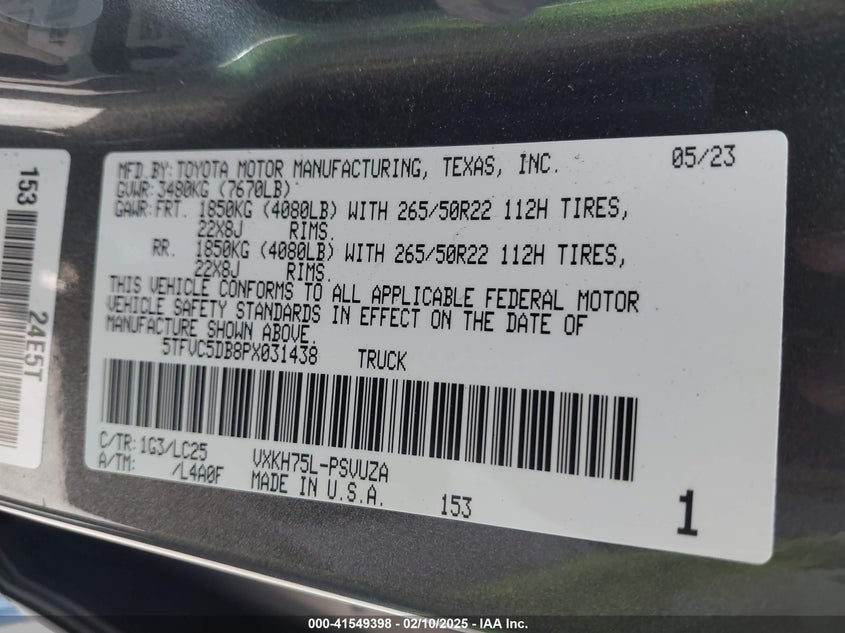 MFD.BY:TOYOTA MOTOR MANUFACTURING, TEXAS, INC. 05/23
GVWR:3480KG (7670LB)
GAWR:FRT. 1850KG (4080LB) WITH 265/50R22 112H TIRES,
22X8J RIMS.
RR. 1850KG (4080LB) WITH 265/50R22 112H TIRES,
22X8J RIMS.
THIS VEHICLE CONFORMS TO ALL APPLICABLE FEDERAL MOTOR
VEHICLE SAFETY STANDARDS IN EFFECT ON THE DATE OF
MANUFACTURE SHOWN ABOVE.
5TFVC5DB8PX031438 TRUCK
C/TR:1G3/LC25 VXKH75L-PSVUZA
A/TM: /L4A0F MADE IN U.S.A. 153 1
153
24E5T
000-41549398 - 02/10/2025 - IAA Inc.